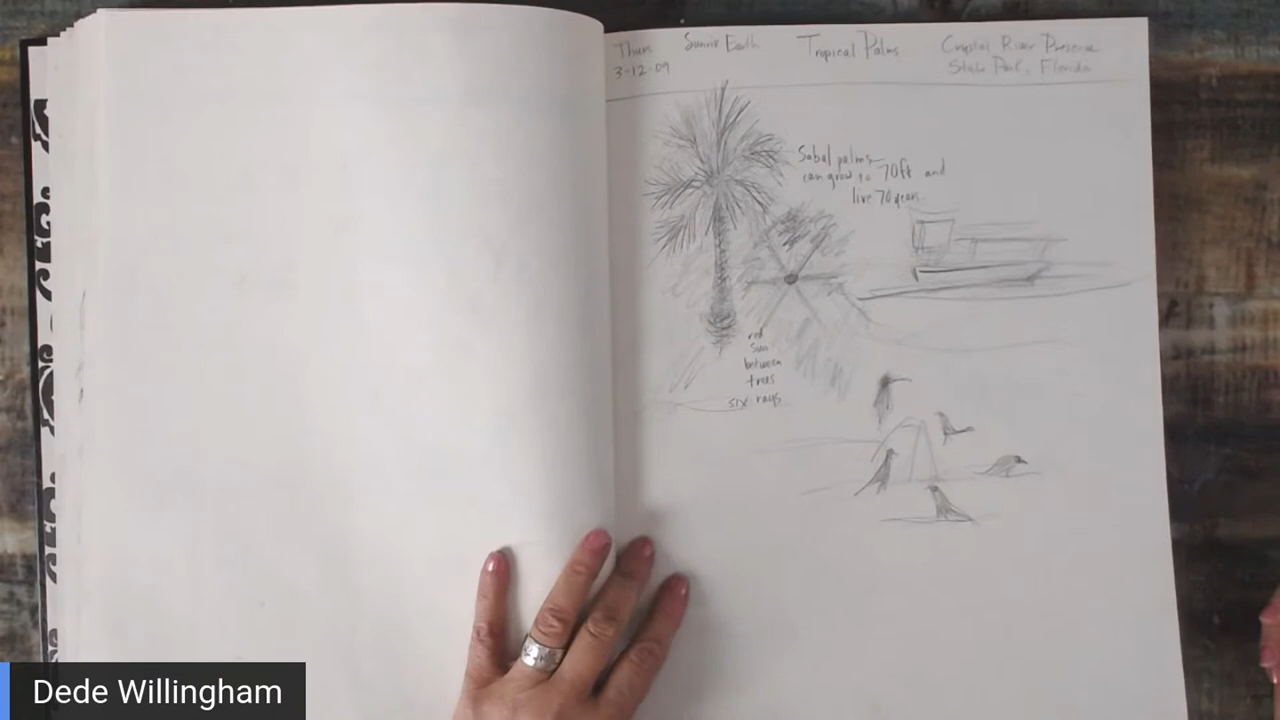 Thurs Sunrise Earth Tropical Palms Crystal River Preserve
3-12-09 State Park, Florida
Sabal palms
can grow to 70ft and
live 70 years.
red
Sun
between
trees
six rays
Dede Willingham